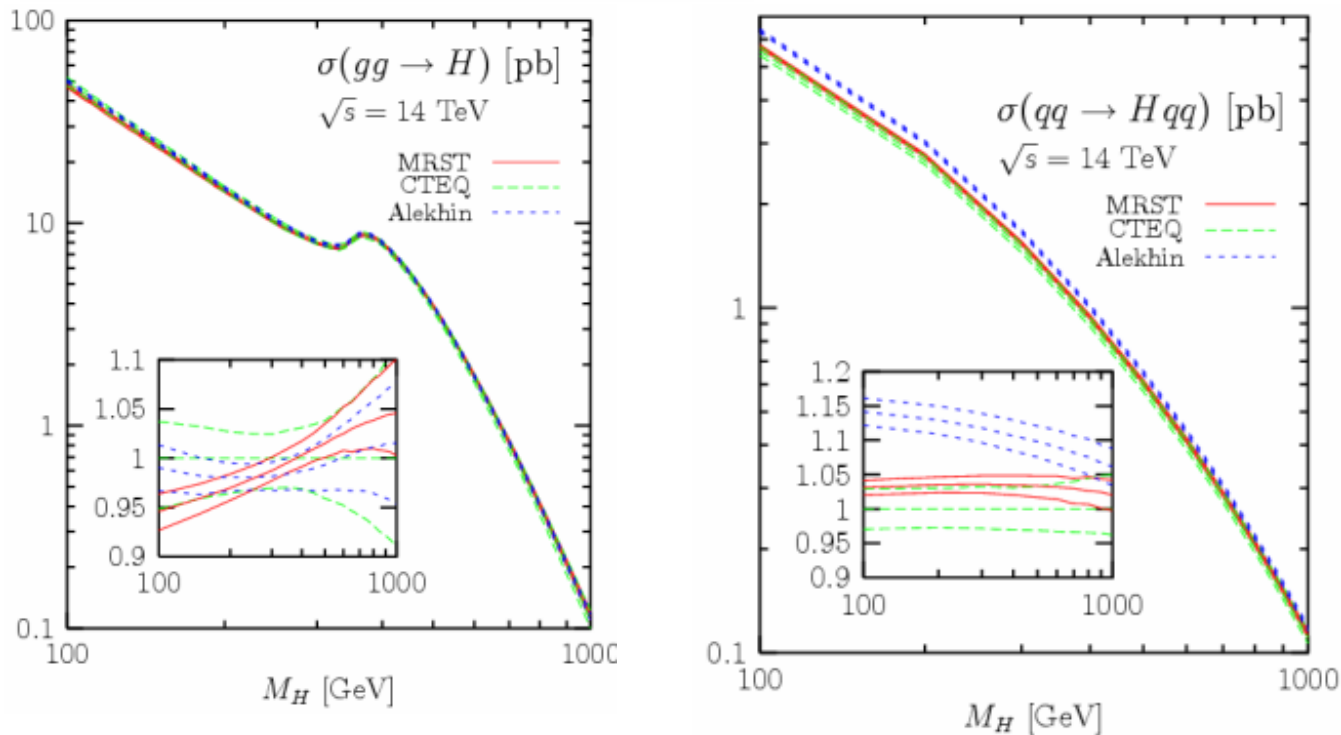 100
σ(gg → H) [pb]
√s = 14 TeV
MRST
CTEQ
Alekhin
10
1
1.1
1.05
1
0.95
0.9
100
1000
0.1
100
1000
M_H [GeV]
σ(qq → Hqq) [pb]
√s = 14 TeV
MRST
CTEQ
Alekhin
1
1.2
1.15
1.1
1.05
1
0.95
0.9
100
1000
0.1
100
1000
M_H [GeV]